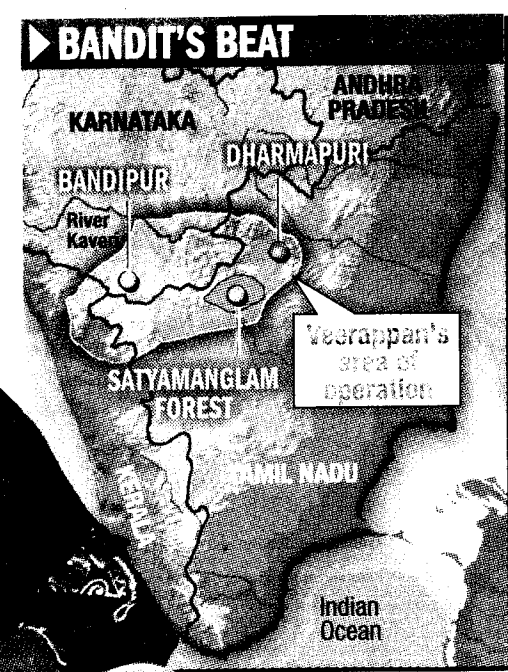 BANDIT'S BEAT
ANDHRA
PRADESH
KARNATAKA
DHARMAPURI
BANDIPUR
River
Kaveri
Veerappan's
area of
operation
SATYAMANGLAM
FOREST
TAMIL NADU
KERALA
Indian
Ocean